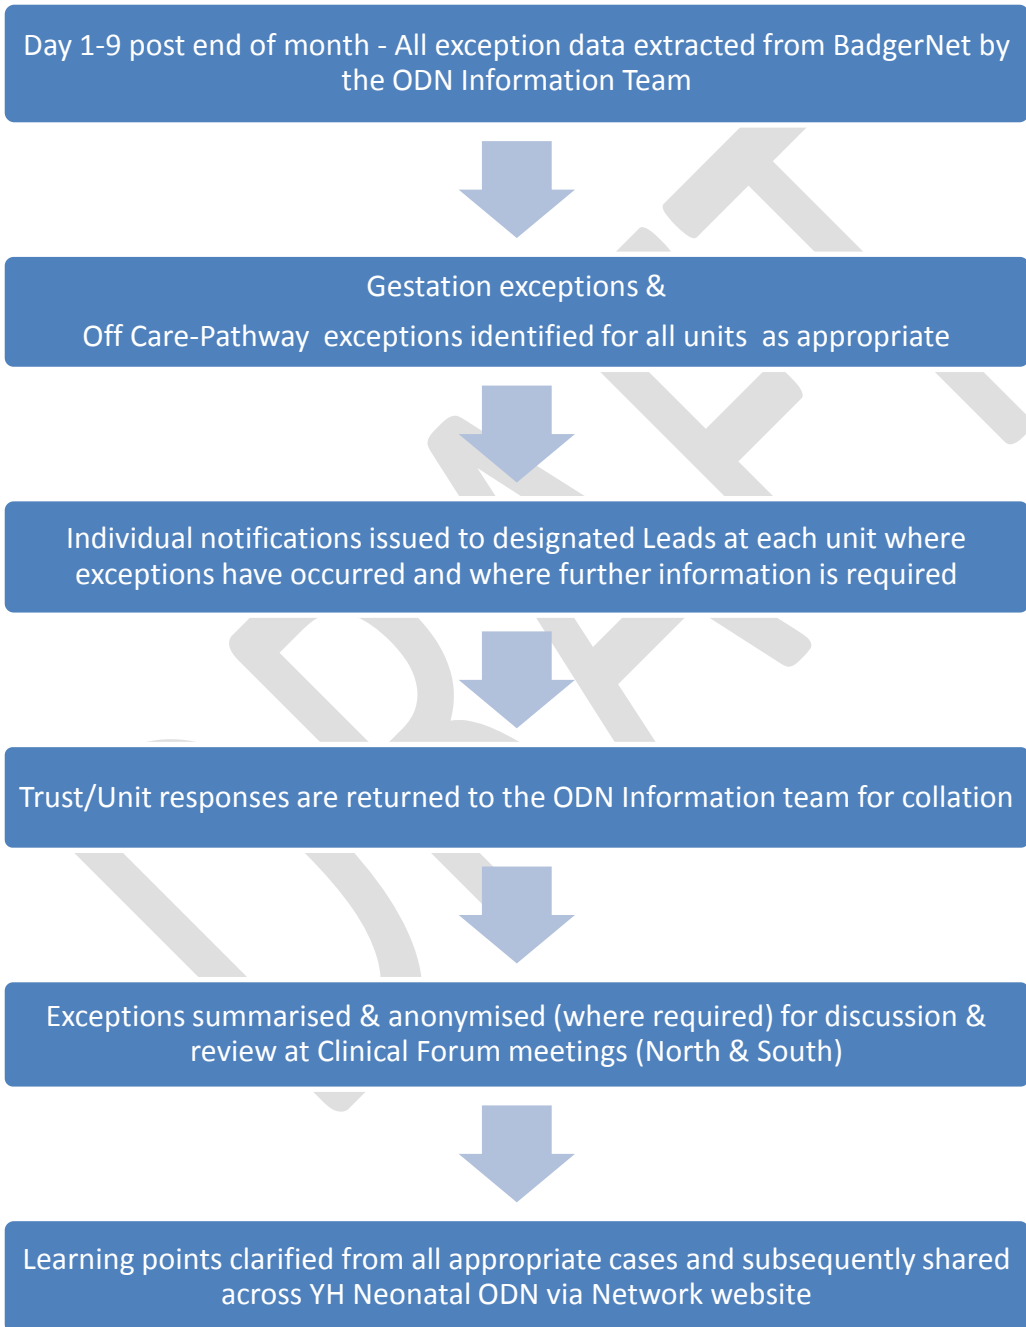 Day 1-9 post end of month - All exception data extracted from BadgerNet by
the ODN Information Team
Gestation exceptions &
Off Care-Pathway exceptions identified for all units as appropriate
Individual notifications issued to designated Leads at each unit where
exceptions have occurred and where further information is required
Trust/Unit responses are returned to the ODN Information team for collation
Exceptions summarised & anonymised (where required) for discussion &
review at Clinical Forum meetings (North & South)
Learning points clarified from all appropriate cases and subsequently shared
across YH Neonatal ODN via Network website
DRAFT